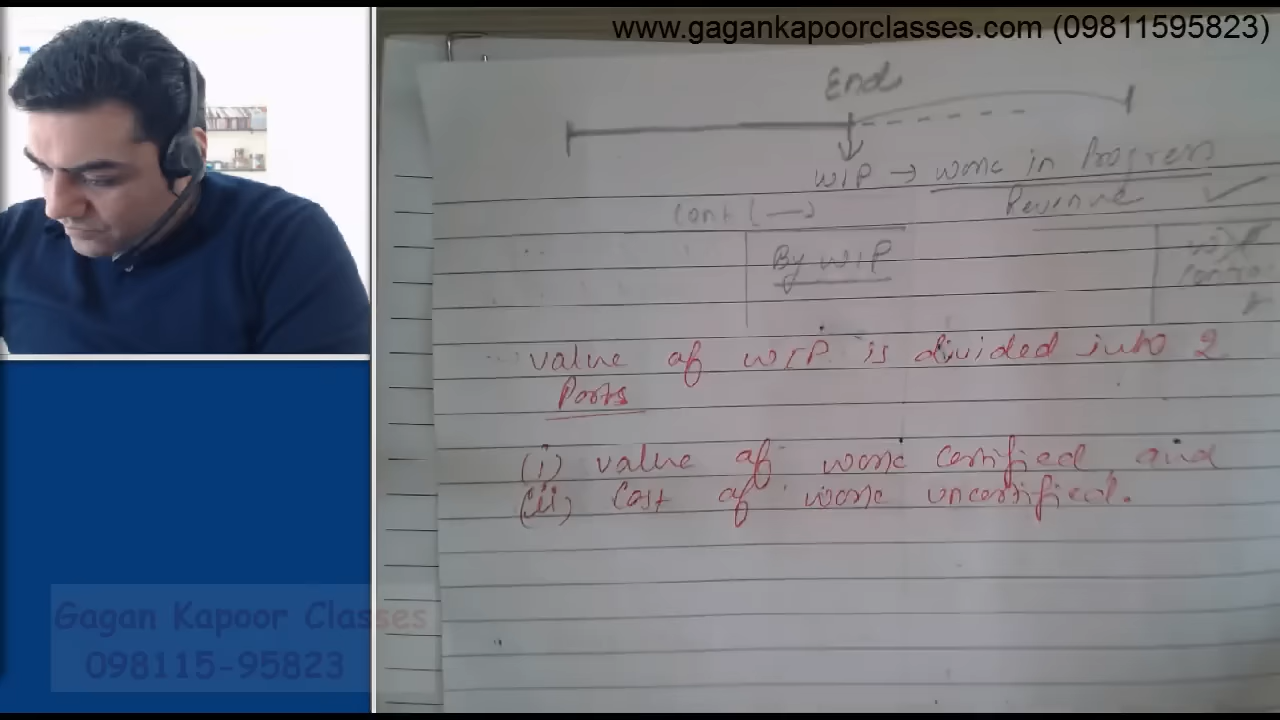 www.gagankapoorclasses.com (09811595823)
End
WIP → work in Progress
Cont (—)
Revenue
By WIP
value of WIP is divided into 2
Parts
(i) value of work certified and
(ii) Cost of work uncertified.
Gagan Kapoor Classes
098115-95823